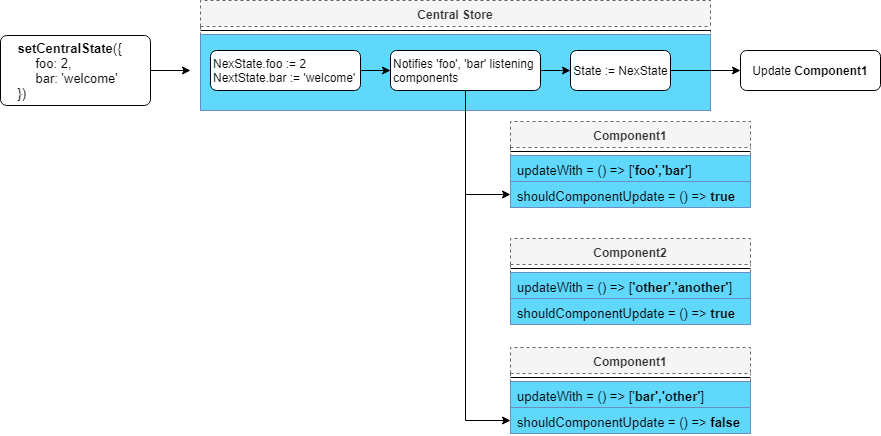 Central Store
setCentralState({
foo: 2,
bar: 'welcome'
})
NexState.foo := 2
NextState.bar := 'welcome'
Notifies 'foo', 'bar' listening
components
State := NexState
Update Component1
Component1
updateWith = () => ['foo','bar']
shouldComponentUpdate = () => true
Component2
updateWith = () => ['other','another']
shouldComponentUpdate = () => true
Component1
updateWith = () => ['bar','other']
shouldComponentUpdate = () => false